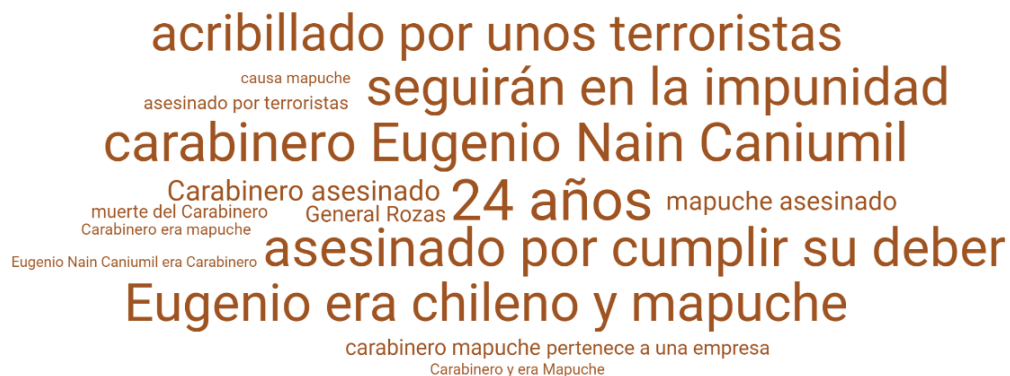 acribillado por unos terroristas
causa mapuche
seguirán en la impunidad
asesinado por terroristas
carabinero Eugenio Nain Caniumil
Carabinero asesinado
24 años
mapuche asesinado
muerte del Carabinero
General Rozas
Carabinero era mapuche
asesinado por cumplir su deber
Eugenio Nain Caniumil era Carabinero
Eugenio era chileno y mapuche
carabinero mapuche
pertenece a una empresa
Carabinero y era Mapuche